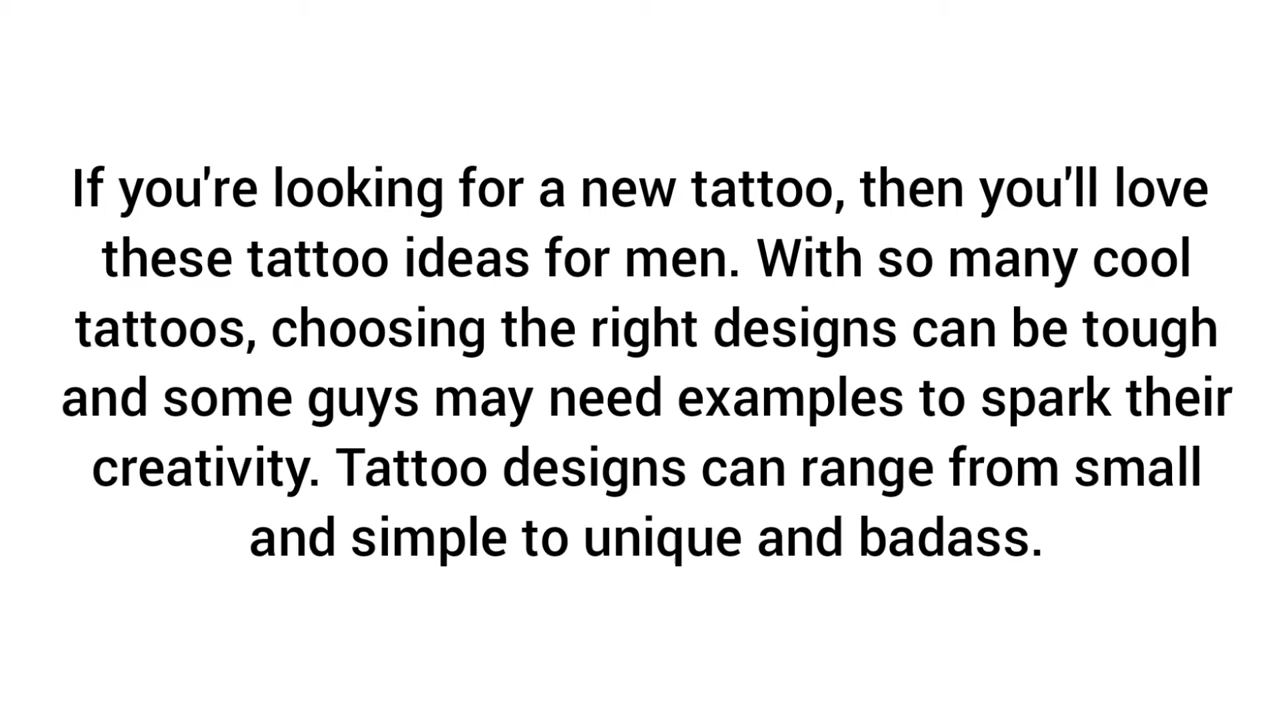 If you're looking for a new tattoo, then you'll love
these tattoo ideas for men. With so many cool
tattoos, choosing the right designs can be tough
and some guys may need examples to spark their
creativity. Tattoo designs can range from small
and simple to unique and badass.